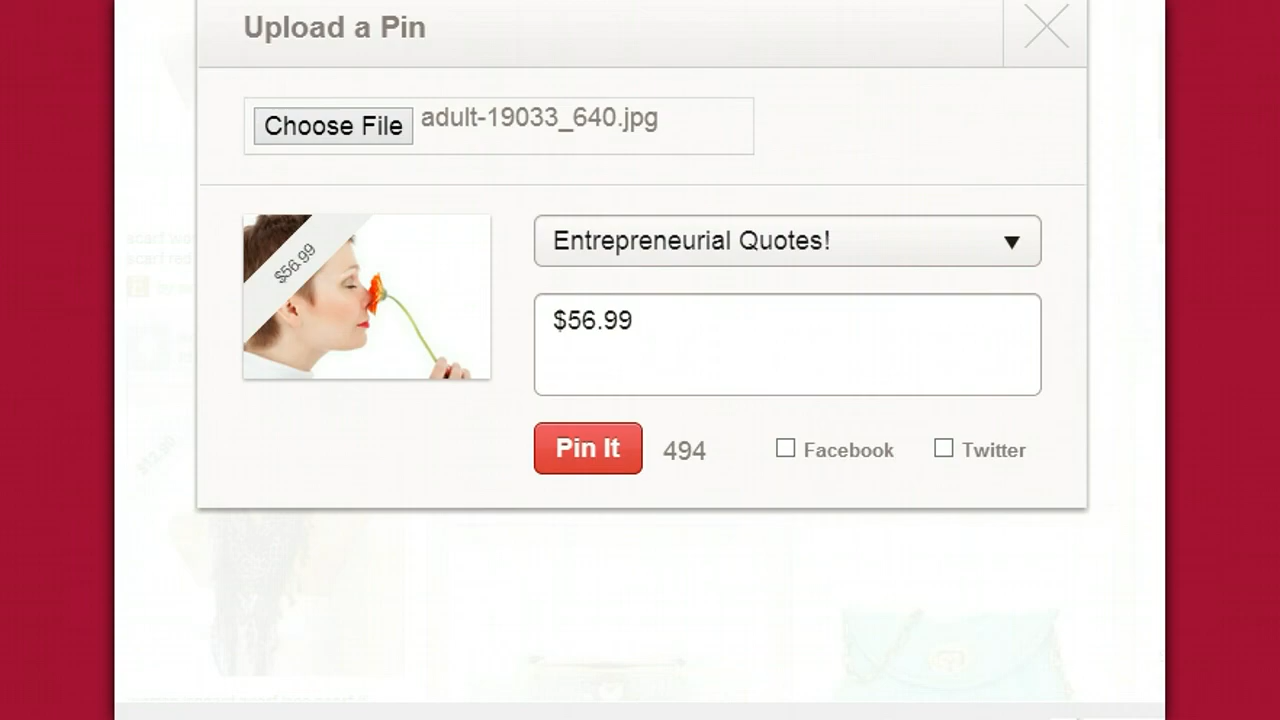 Upload a Pin
Choose File adult-19033_640.jpg
$56.99
Entrepreneurial Quotes!
$56.99
Pin It 494 Facebook Twitter